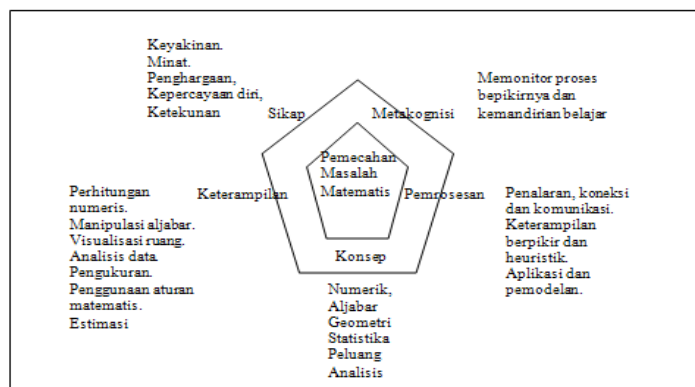 Keyakinan.
Minat.
Penghargaan,
Kepercayaan diri,
Ketekunan
Sikap
Metakognisi
Memonitor proses
bepikirnya dan
kemandirian belajar
Pemecahan
Masalah
Matematis
Keterampilan
Pemrosesan
Konsep
Perhitungan
numeris.
Manipulasi aljabar.
Visualisasi ruang.
Analisis data.
Pengukuran.
Penggunaan aturan
matematis.
Estimasi
Penalaran, koneksi
dan komunikasi.
Keterampilan
berpikir dan
heuristik.
Aplikasi dan
pemodelan.
Numerik,
Aljabar
Geometri
Statistika
Peluang
Analisis